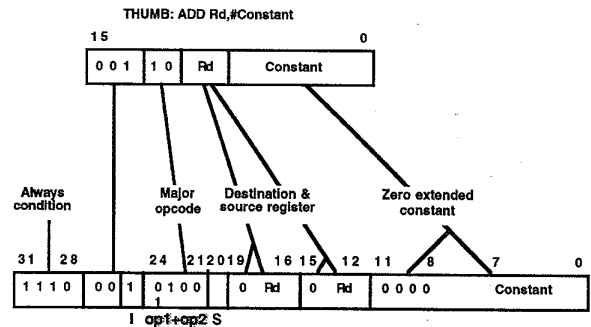 THUMB: ADD Rd,#Constant
15 0
0 0 1 1 0 Rd Constant
Always condition
Major opcode
Destination & source register
Zero extended constant
31 28 24 21 20 19 16 15 12 11 8 7 0
1 1 1 0 0 0 1 0 1 0 0 0 Rd 0 Rd 0 0 0 0 Constant
1
I op1+op2 S